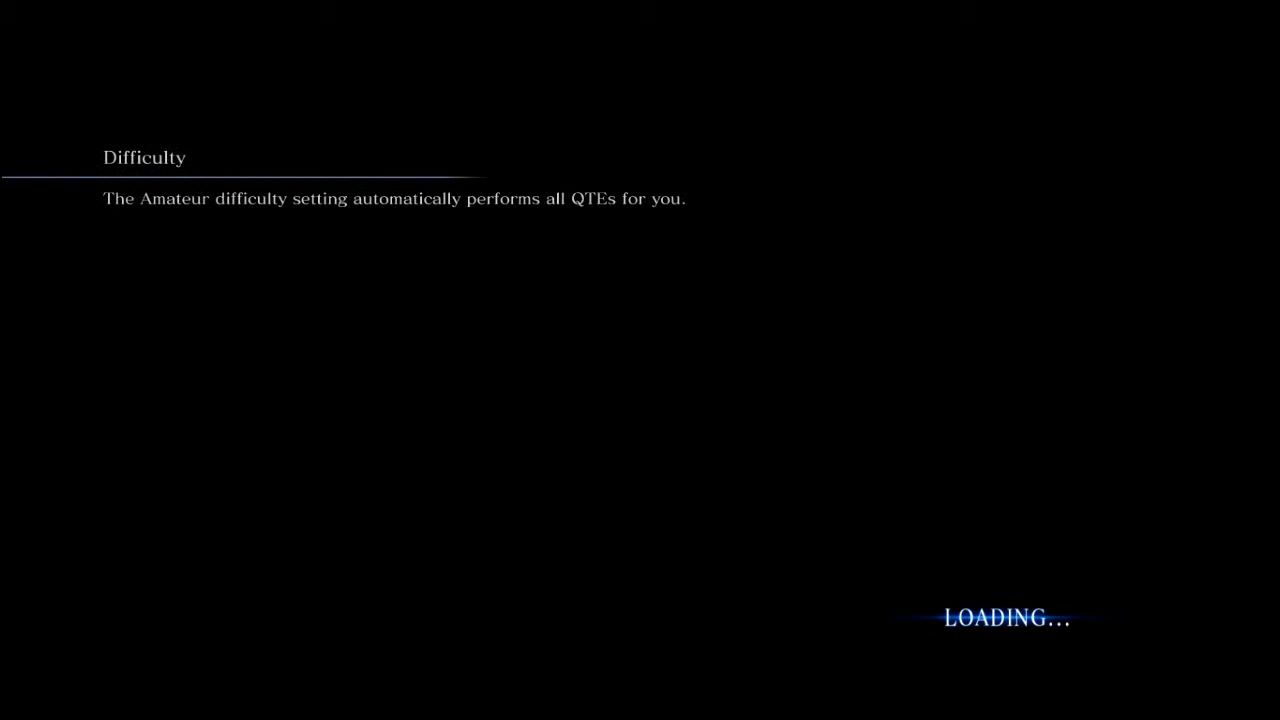 Difficulty
The Amateur difficulty setting automatically performs all QTEs for you.
LOADING...